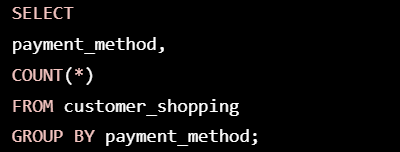 SELECT
payment_method,
COUNT(*)
FROM customer_shopping
GROUP BY payment_method;